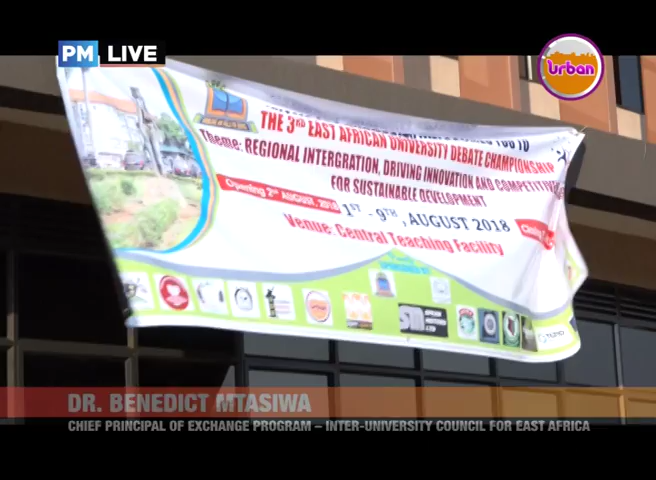 PM LIVE
Urban
THE 3RD EAST AFRICAN UNIVERSITY DEBATE CHAMPIONSHIP
Theme: REGIONAL INTERGRATION, DRIVING INNOVATION AND
FOR SUSTAINABLE DEVELOPMENT
Opening 2nd AUGUST, 2018
1ST - 9TH, AUGUST 2018
Venue: Central Teaching Facility
DR. BENEDICT MTASIWA
CHIEF PRINCIPAL OF EXCHANGE PROGRAM – INTER-UNIVERSITY COUNCIL FOR EAST AFRICA